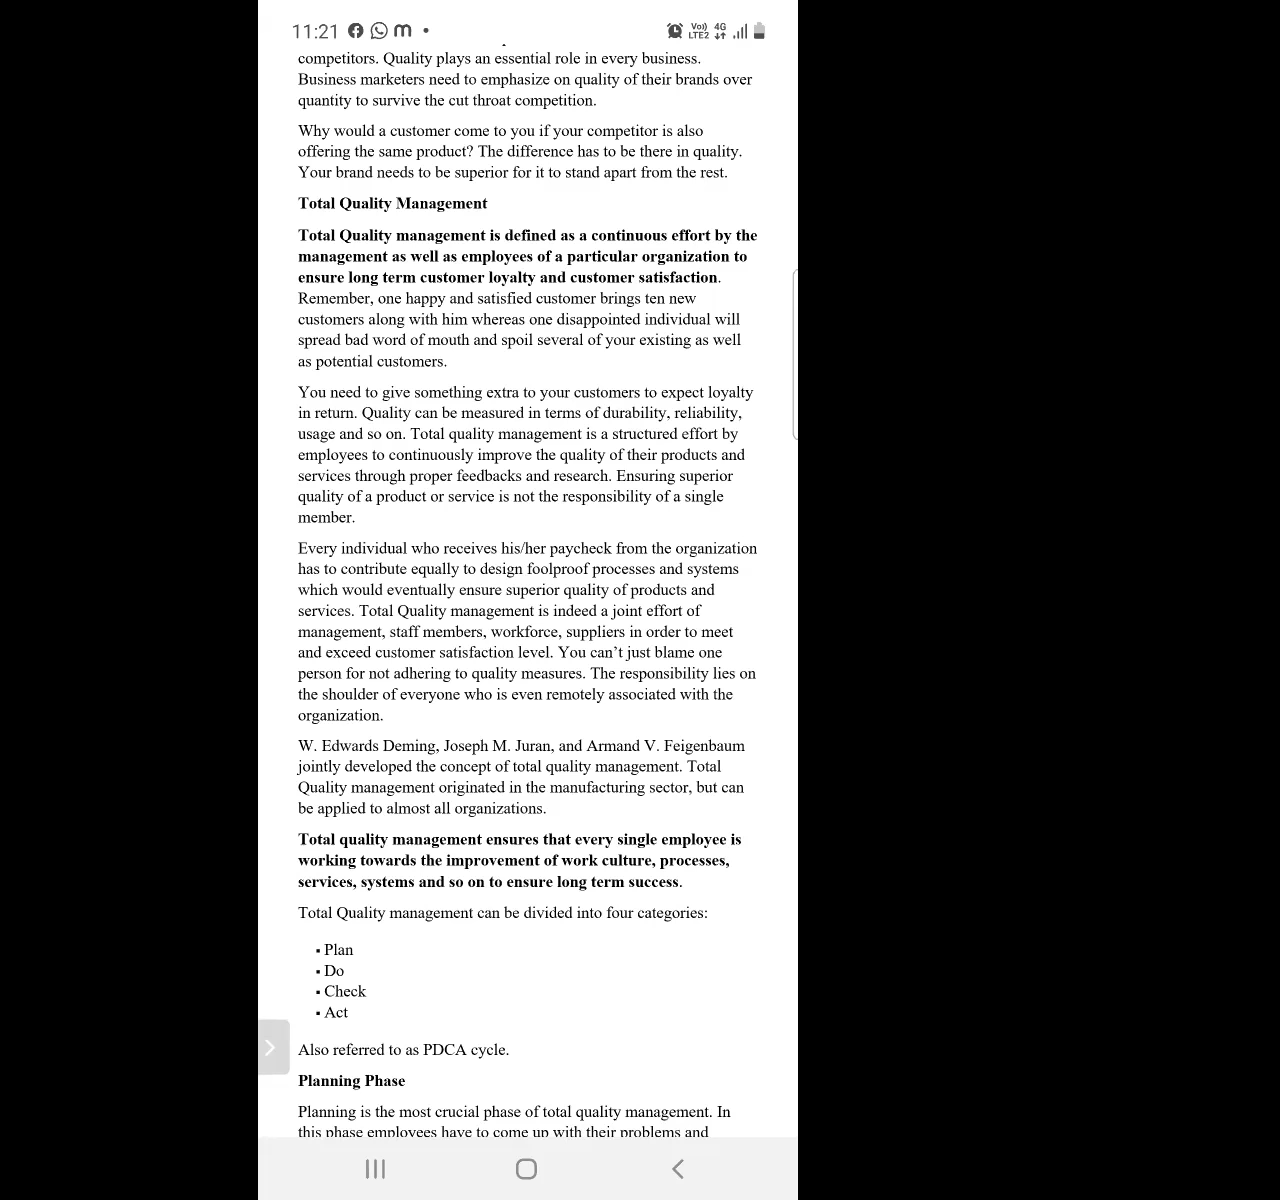 11:21
Vo))
LTE2
4G
competitors. Quality plays an essential role in every business.
Business marketers need to emphasize on quality of their brands over
quantity to survive the cut throat competition.
Why would a customer come to you if your competitor is also
offering the same product? The difference has to be there in quality.
Your brand needs to be superior for it to stand apart from the rest.
Total Quality Management
Total Quality management is defined as a continuous effort by the
management as well as employees of a particular organization to
ensure long term customer loyalty and customer satisfaction.
Remember, one happy and satisfied customer brings ten new
customers along with him whereas one disappointed individual will
spread bad word of mouth and spoil several of your existing as well
as potential customers.
You need to give something extra to your customers to expect loyalty
in return. Quality can be measured in terms of durability, reliability,
usage and so on. Total quality management is a structured effort by
employees to continuously improve the quality of their products and
services through proper feedbacks and research. Ensuring superior
quality of a product or service is not the responsibility of a single
member.
Every individual who receives his/her paycheck from the organization
has to contribute equally to design foolproof processes and systems
which would eventually ensure superior quality of products and
services. Total Quality management is indeed a joint effort of
management, staff members, workforce, suppliers in order to meet
and exceed customer satisfaction level. You can’t just blame one
person for not adhering to quality measures. The responsibility lies on
the shoulder of everyone who is even remotely associated with the
organization.
W. Edwards Deming, Joseph M. Juran, and Armand V. Feigenbaum
jointly developed the concept of total quality management. Total
Quality management originated in the manufacturing sector, but can
be applied to almost all organizations.
Total quality management ensures that every single employee is
working towards the improvement of work culture, processes,
services, systems and so on to ensure long term success.
Total Quality management can be divided into four categories:
▪ Plan
▪ Do
▪ Check
▪ Act
Also referred to as PDCA cycle.
Planning Phase
Planning is the most crucial phase of total quality management. In
this phase employees have to come up with their problems and